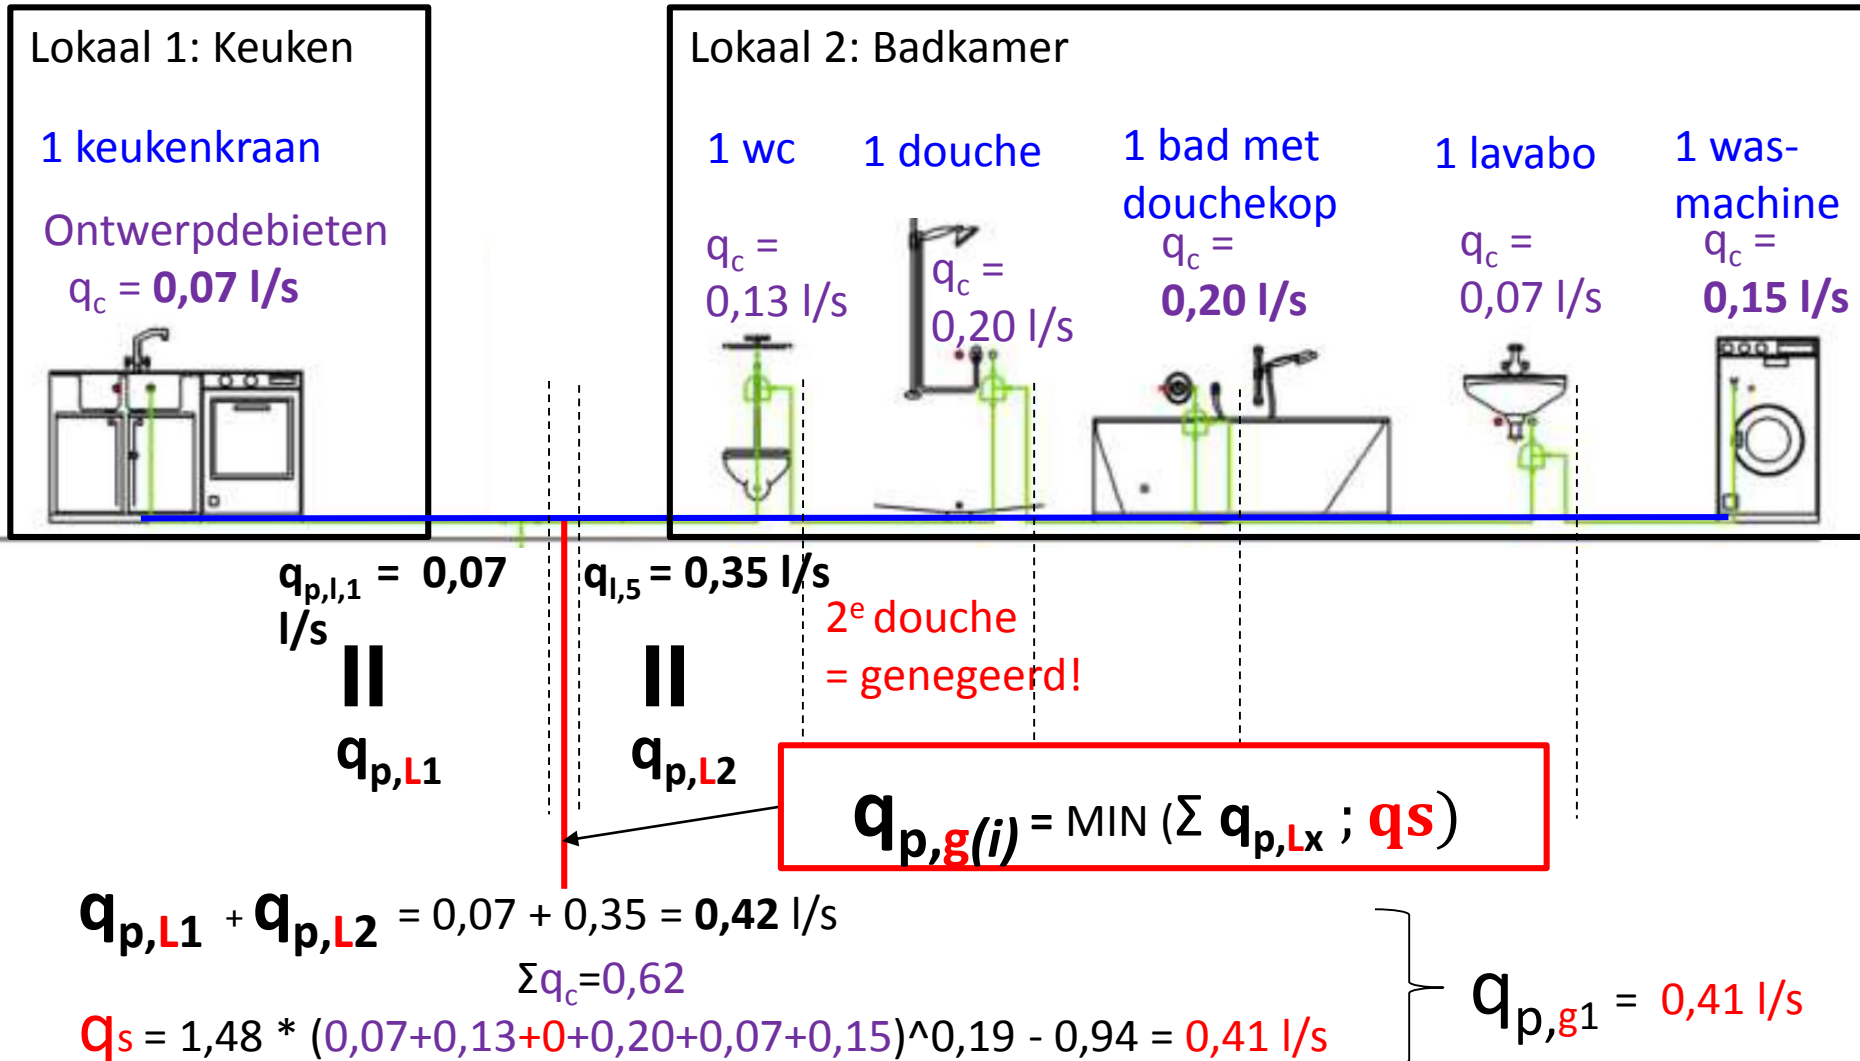 Lokaal 1: Keuken
1 keukenkraan
Ontwerpdebieten
qc = 0,07 l/s
Lokaal 2: Badkamer
1 wc
qc =
0,13 l/s
1 douche
qc =
0,20 l/s
1 bad met
douchekop
qc =
0,20 l/s
1 lavabo
qc =
0,07 l/s
1 was-
machine
qc =
0,15 l/s
qp,l,1 = 0,07
l/s
ql,5 = 0,35 l/s
2e douche
= genegeerd!
=
qp,L1
=
qp,L2
qp,g(i) = MIN (Σ qp,Lx ; qs)
qp,L1 + qp,L2 = 0,07 + 0,35 = 0,42 l/s
Σqc=0,62
qs = 1,48 * (0,07+0,13+0+0,20+0,07+0,15)^0,19 - 0,94 = 0,41 l/s
qp,g1 = 0,41 l/s